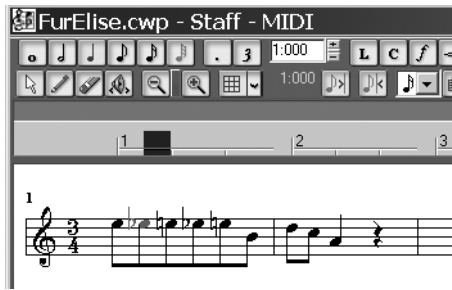 FurElise.cwp - Staff - MIDI
. 3 1:000 L C f
1:000
1 2 3
1
3
4